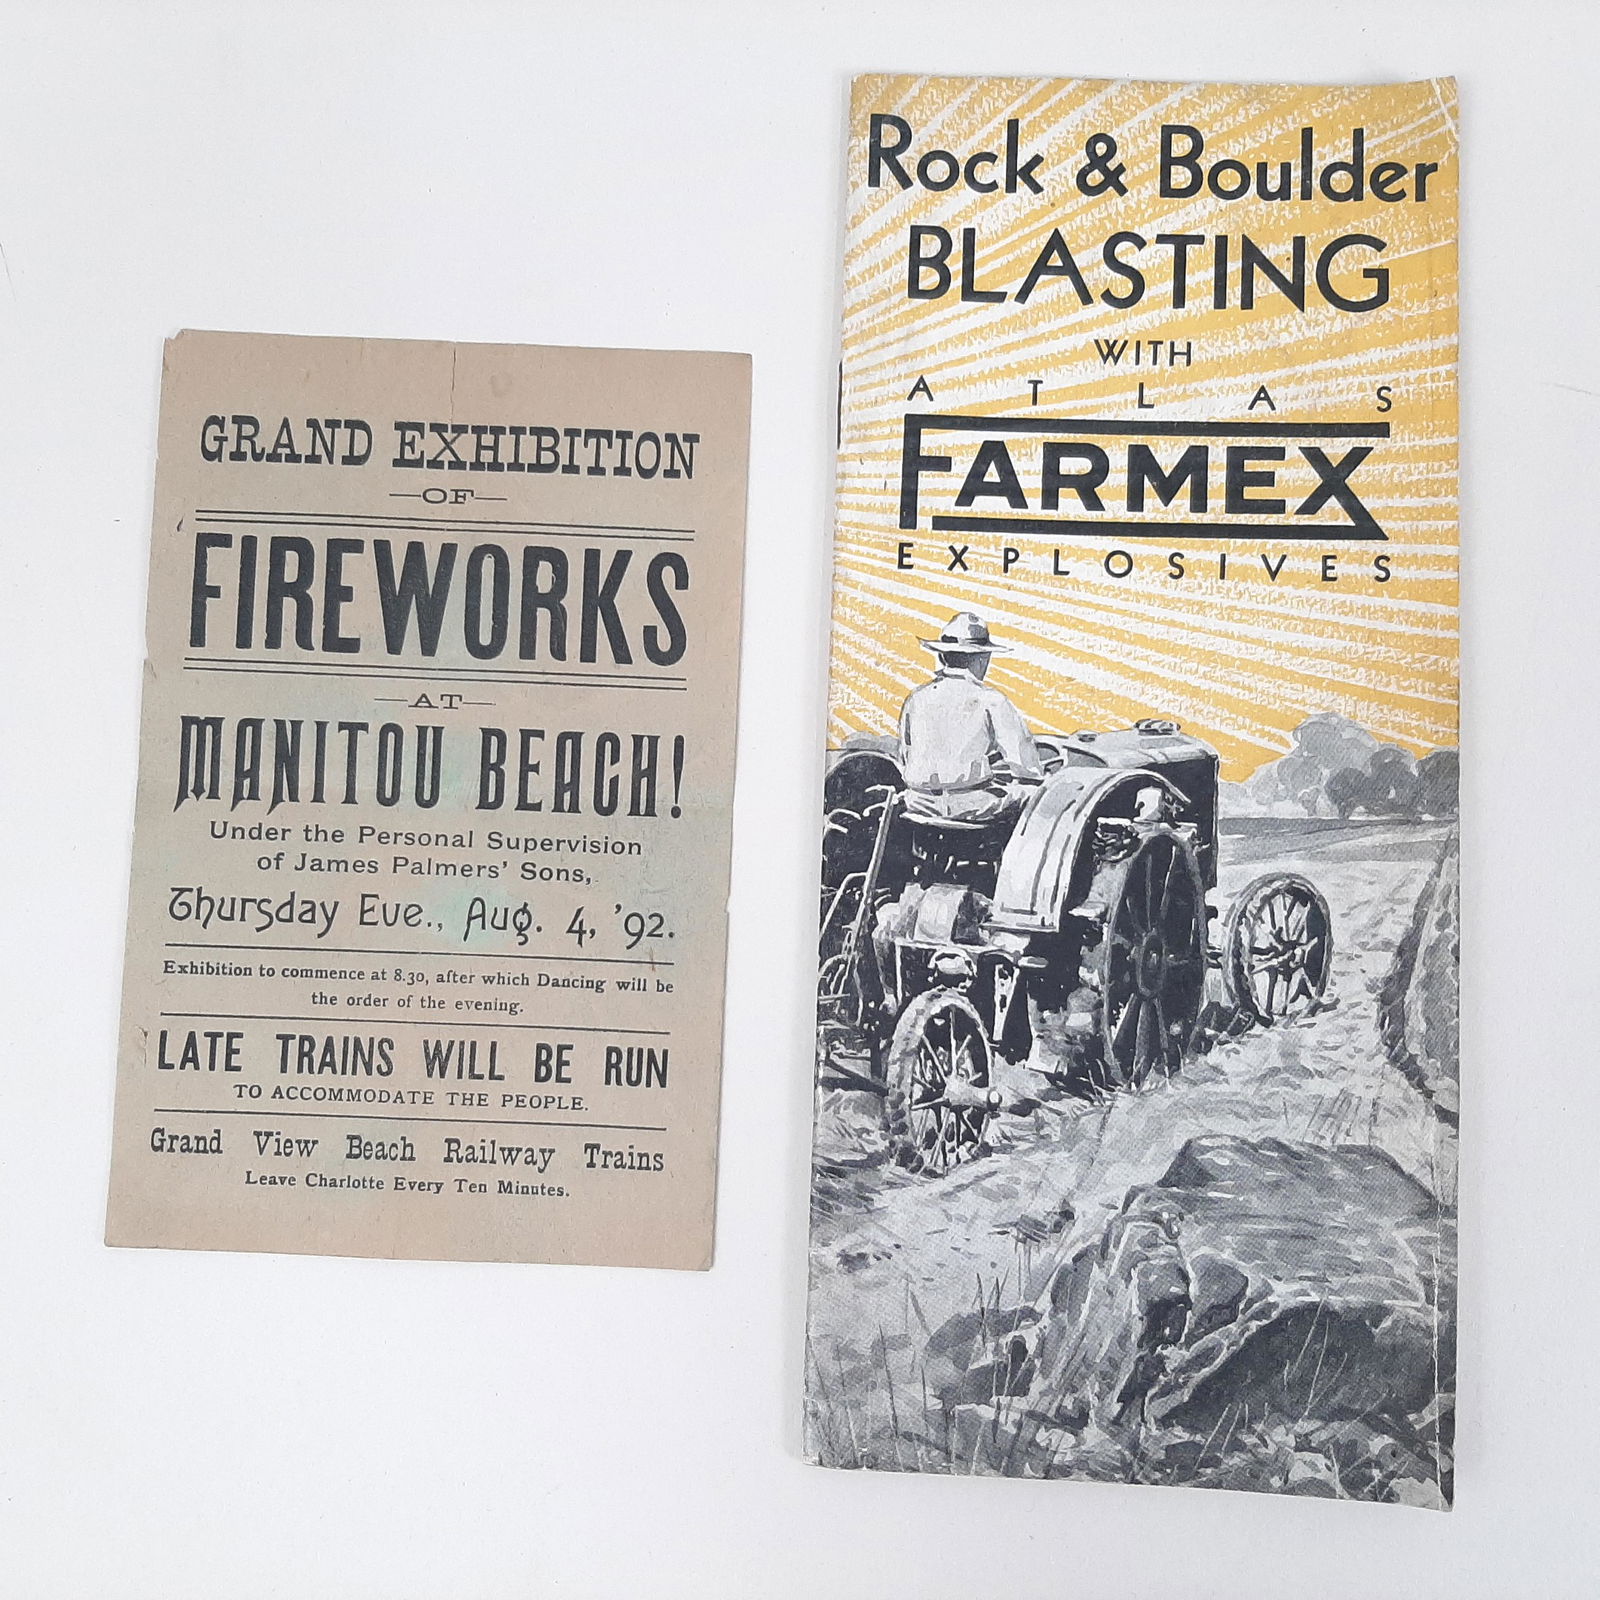 GRAND EXHIBITION
—OF—
FIREWORKS
—AT—
MANITOU BEACH!
Under the Personal Supervision
of James Palmers' Sons,
Thursday Eve., Aug. 4, '92.
Exhibition to commence at 8.30, after which Dancing will be
the order of the evening.
LATE TRAINS WILL BE RUN
TO ACCOMMODATE THE PEOPLE.
Grand View Beach Railway Trains
Leave Charlotte Every Ten Minutes.
Rock & Boulder
BLASTING
WITH
ATLAS
FARMEX
EXPLOSIVES